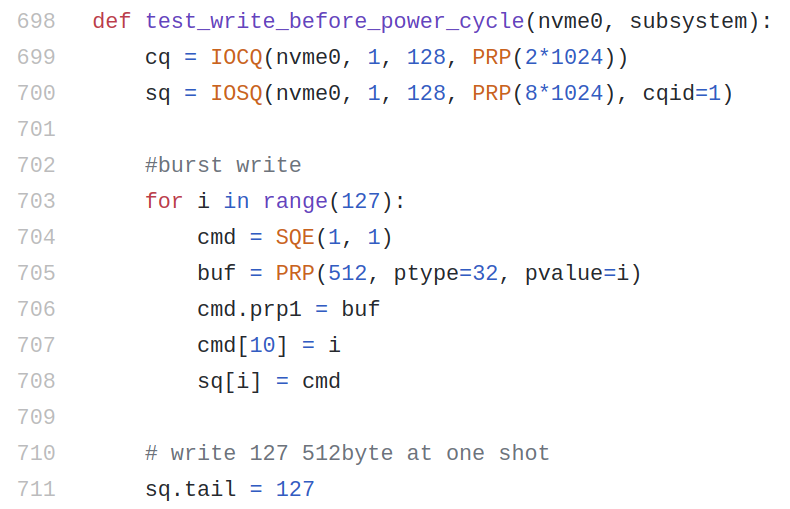 698 def test_write_before_power_cycle(nvme0, subsystem):
699     cq = IOCQ(nvme0, 1, 128, PRP(2*1024))
700     sq = IOSQ(nvme0, 1, 128, PRP(8*1024), cqid=1)
701
702     #burst write
703     for i in range(127):
704         cmd = SQE(1, 1)
705         buf = PRP(512, ptype=32, pvalue=i)
706         cmd.prp1 = buf
707         cmd[10] = i
708         sq[i] = cmd
709
710     # write 127 512byte at one shot
711     sq.tail = 127